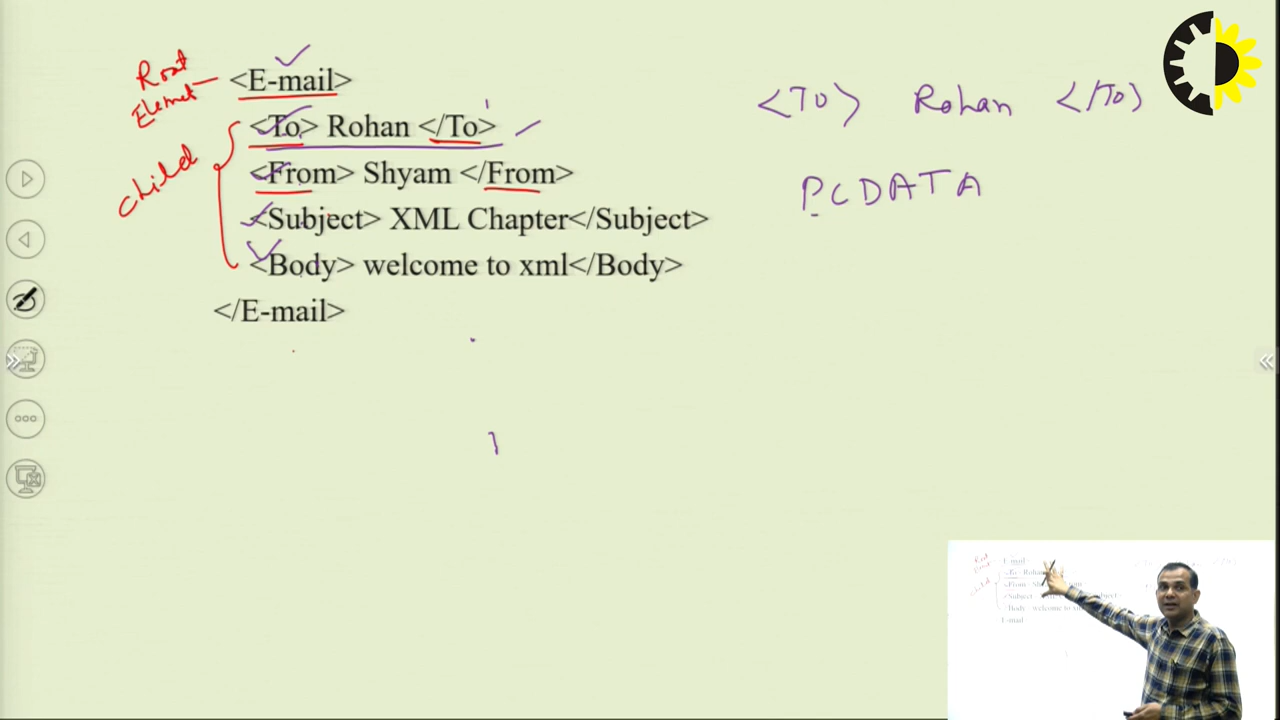 <E-mail>
<To> Rohan </To>
<From> Shyam </From>
<Subject> XML Chapter</Subject>
<Body> welcome to xml</Body>
</E-mail>
Root
Elemet
child
<To> Rohan </To>
PCDATA